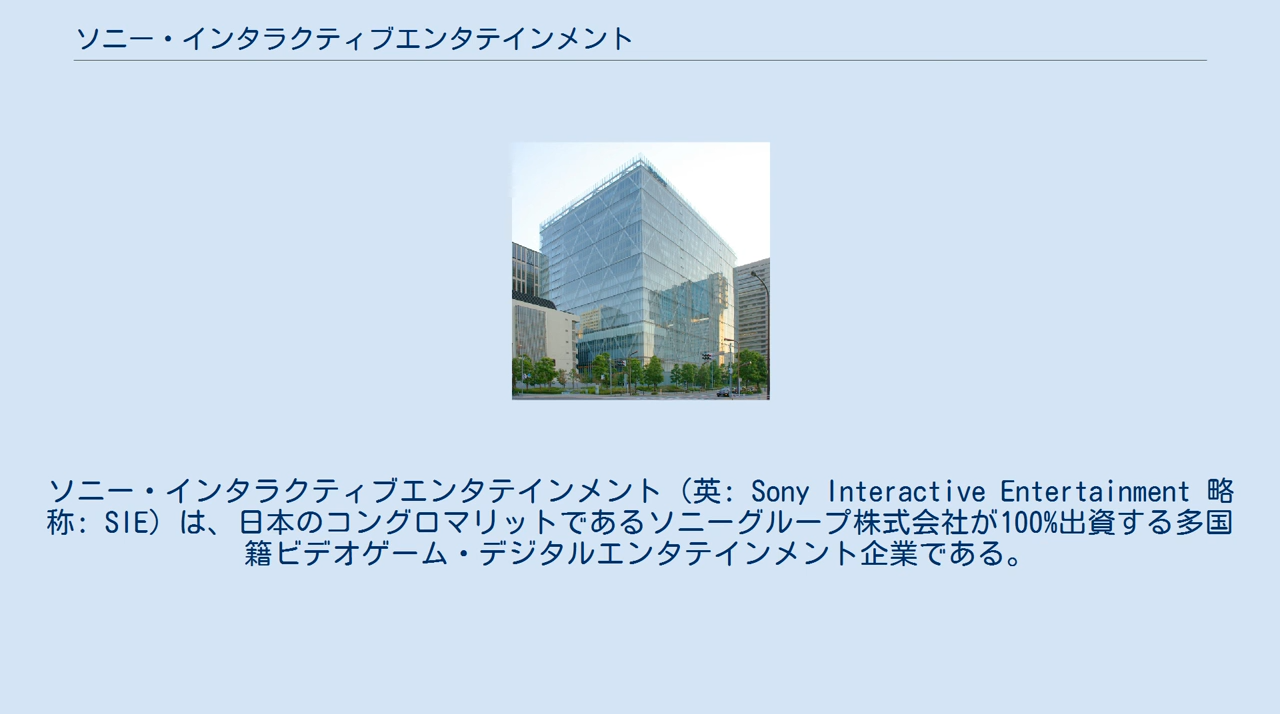 ソニー・インタラクティブエンタテインメント
ソニー・インタラクティブエンタテインメント（英: Sony Interactive Entertainment 略
称: SIE）は、日本のコングロマリットであるソニーグループ株式会社が100%出資する多国
籍ビデオゲーム・デジタルエンタテインメント企業である。